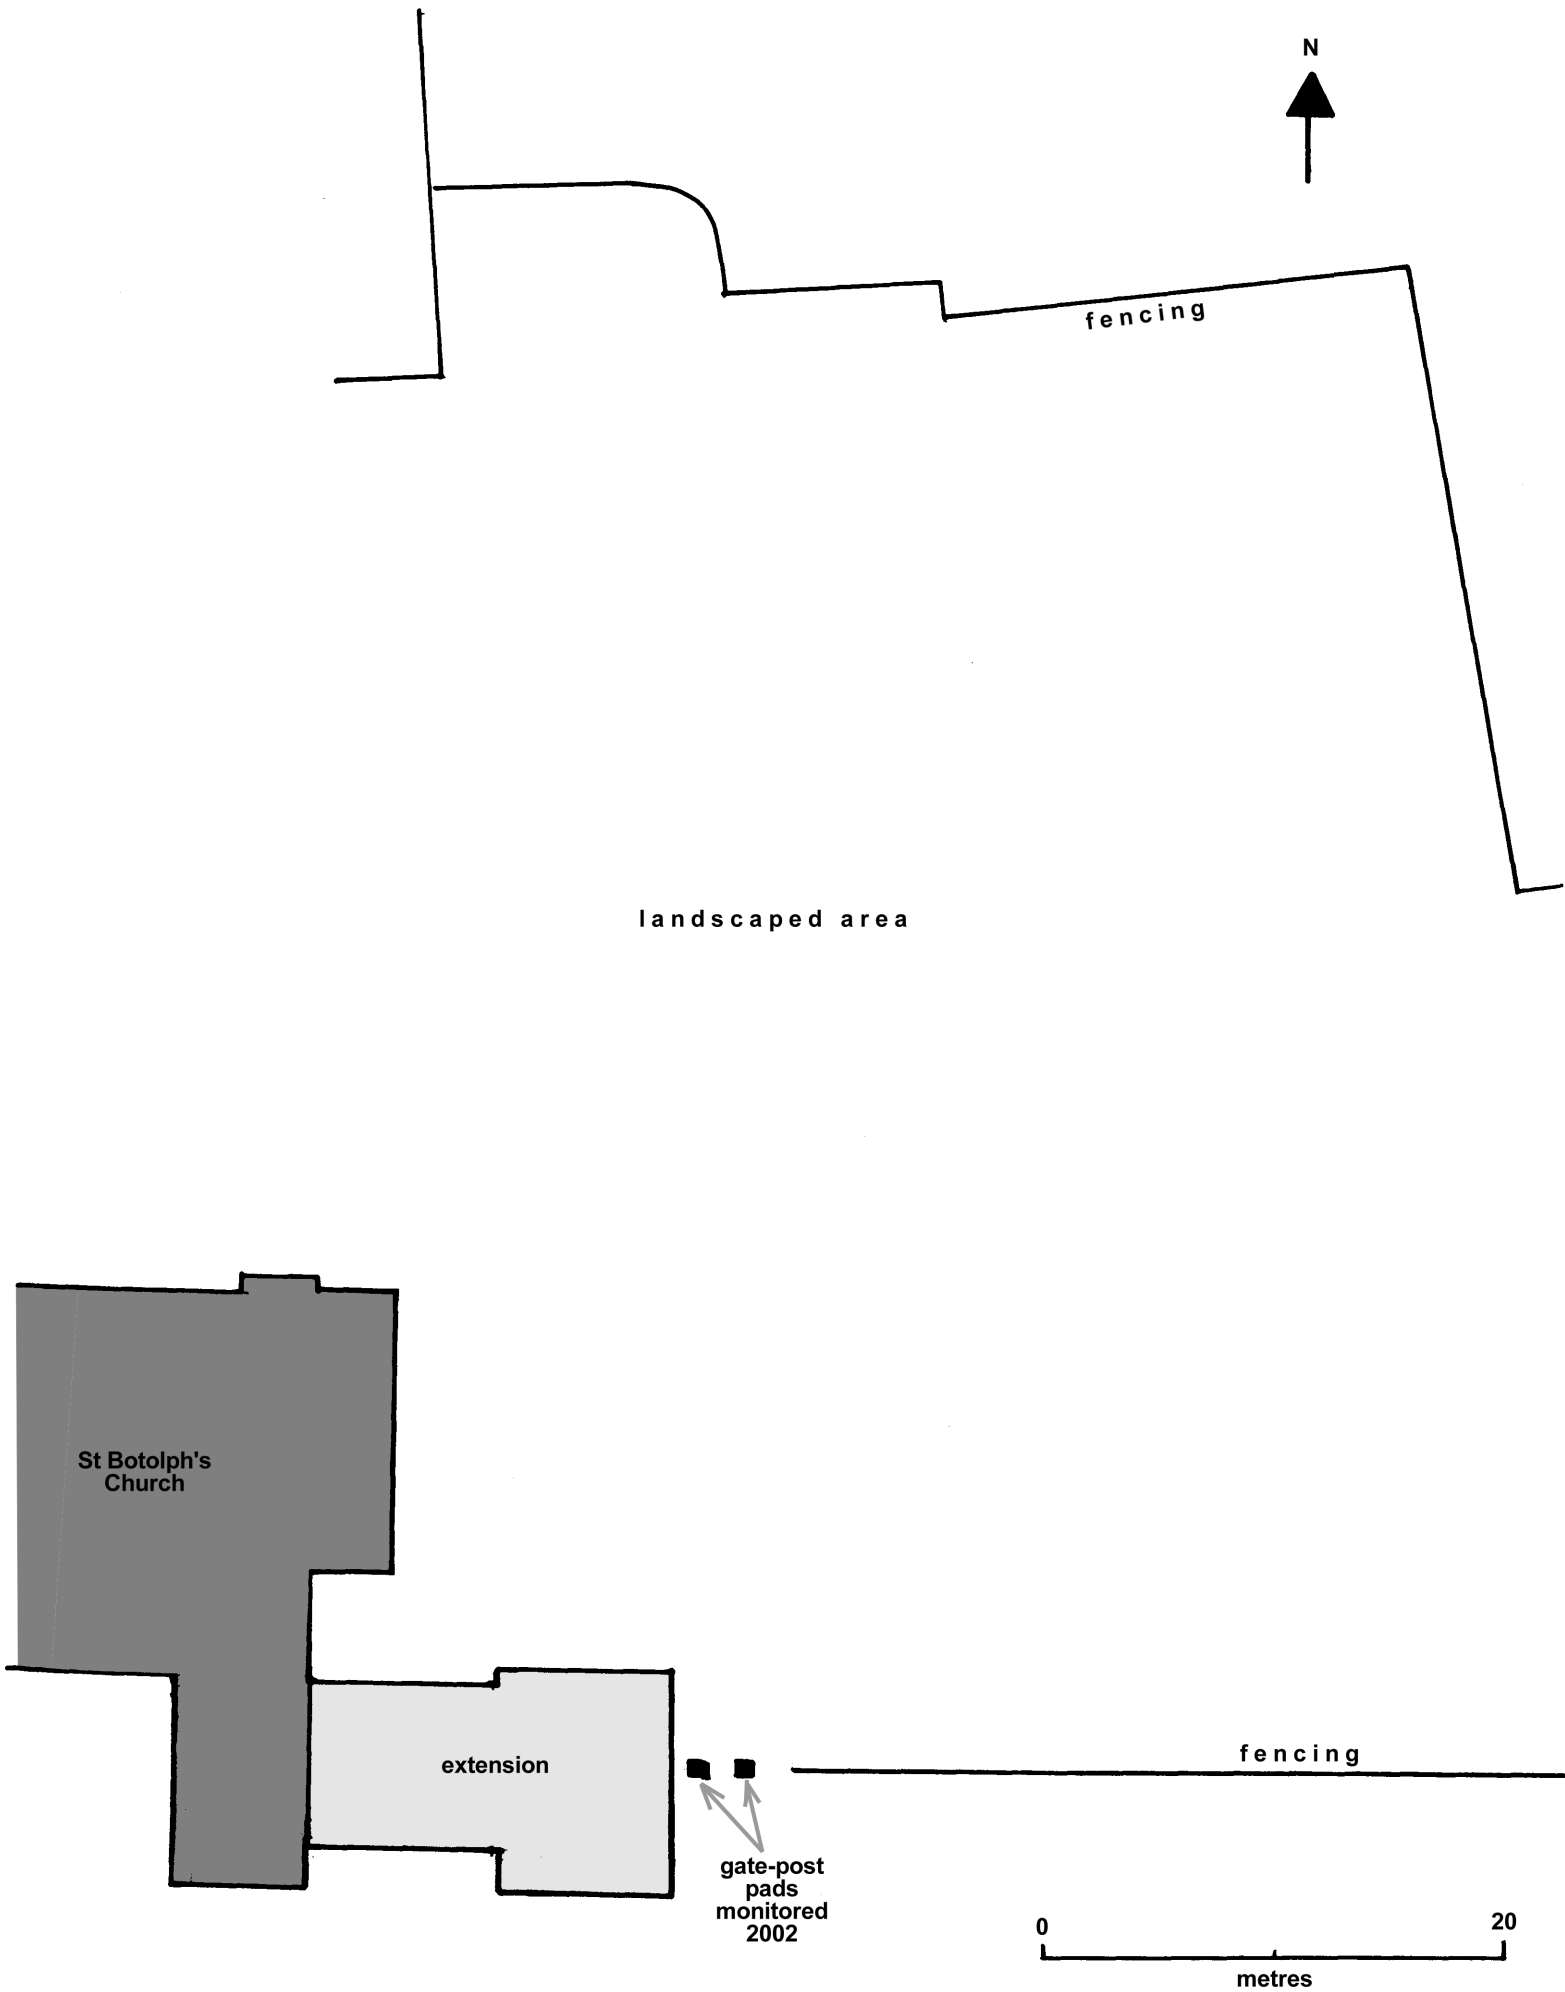 N
fencing
landscaped area
St Botolph's
Church
extension
fencing
gate-post
pads
monitored
2002
0 20
metres